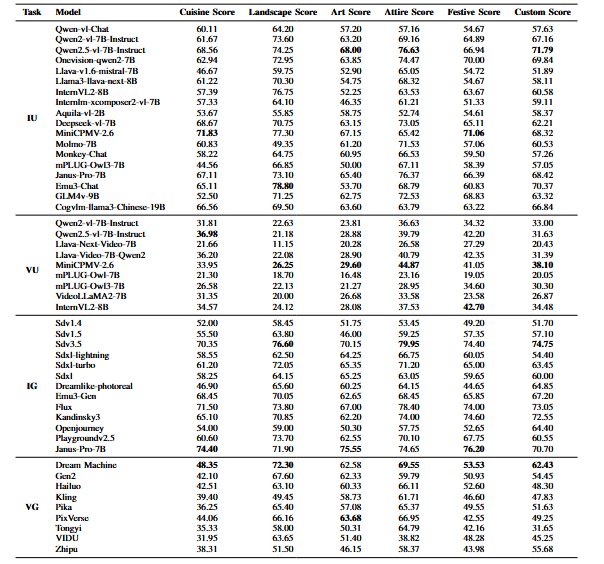 Task Model Cuisine Score Landscape Score Art Score Attire Score Festive Score Custom Score
Qwen-vl-Chat 60.11 64.20 57.20 57.16 54.67 57.63
Qwen2-vl-7B-Instruct 61.67 73.60 63.20 69.16 54.89 67.16
Qwen2.5-vl-7B-Instruct 68.56 74.25 68.00 76.63 66.94 71.79
Onevision-qwen2-7B 62.94 72.95 63.85 74.47 70.00 69.84
Llava-v1.6-mistral-7B 46.67 59.75 52.90 65.05 54.72 51.89
Llama3-llava-next-8B 61.22 70.30 54.75 68.32 54.67 58.11
InternVL2-8B 57.39 76.75 52.25 63.53 63.67 60.58
Internlm-xcomposer2-vl-7B 57.33 64.10 46.35 61.21 51.33 59.11
IU Aquila-vl-2B 53.67 55.85 58.75 52.74 54.61 58.37
Deepseek-vl-7B 68.67 70.75 63.15 73.05 65.11 62.21
MiniCPMV-2.6 71.83 77.30 67.15 65.42 71.06 68.32
Molmo-7B 60.83 49.35 61.20 71.53 57.06 60.53
Monkey-Chat 58.22 64.75 60.95 66.53 59.50 57.26
mPLUG-Owl3-7B 44.56 66.85 50.00 67.11 58.39 57.05
Janus-Pro-7B 67.11 73.10 65.40 76.37 66.39 68.42
Emu3-Chat 65.11 78.80 53.70 68.79 60.83 70.37
GLM4v-9B 52.50 71.25 62.75 72.53 68.83 63.32
Cogvlm-llama3-Chinese-19B 66.56 69.50 63.60 63.79 63.22 66.84
Qwen2-vl-7B-Instruct 31.81 22.63 23.81 36.63 34.32 33.00
Qwen2.5-vl-7B-Instruct 36.98 21.18 28.88 39.79 42.20 31.63
Llava-Next-Video-7B 21.66 11.15 20.28 26.58 27.29 20.43
Llava-Video-7B-Qwen2 36.20 22.08 28.90 40.79 42.35 31.39
VU MiniCPMV-2.6 33.95 26.25 29.60 44.87 41.05 38.10
mPLUG-Owl-7B 21.30 18.70 16.48 23.16 19.05 20.05
mPLUG-Owl3-7B 26.58 22.13 21.27 28.95 34.60 30.30
VideoLLaMA2-7B 31.35 20.00 26.68 33.58 23.58 26.87
InternVL2-8B 34.57 24.12 28.08 37.53 42.70 34.48
Sdv1.4 52.00 58.45 51.75 53.45 49.20 51.70
Sdv1.5 55.50 63.80 46.00 59.25 57.35 57.10
Sdv3.5 70.35 76.60 70.15 79.95 74.40 74.75
Sdxl-lightning 58.55 62.50 64.25 66.75 60.05 54.40
Sdxl-turbo 61.20 72.05 65.35 71.20 65.00 63.45
Sdxl 58.25 64.15 65.25 63.05 59.65 60.00
IG Dreamlike-photoreal 46.90 65.60 60.25 64.15 44.65 64.85
Emu3-Gen 68.45 70.05 62.65 68.45 65.85 67.20
Flux 71.50 73.80 67.00 78.40 74.00 73.05
Kandinsky3 65.10 70.85 62.20 74.00 74.60 72.55
Openjourney 54.00 59.00 50.30 57.75 52.65 64.40
Playgroundv2.5 60.60 73.70 62.55 70.10 67.75 60.55
Janus-Pro-7B 74.40 71.90 75.55 74.65 76.20 70.70
Dream Machine 48.35 72.30 62.58 69.55 53.53 62.43
Gen2 42.10 67.60 62.33 59.79 50.93 54.45
Hailuo 42.51 63.10 60.33 66.11 52.60 48.30
Kling 39.40 49.45 58.73 61.71 46.60 47.83
VG Pika 36.25 65.40 57.08 65.37 49.55 51.63
PixVerse 44.06 66.16 63.68 66.95 42.55 49.25
Tongyi 35.33 58.00 50.31 64.79 42.16 31.65
VIDU 31.95 63.65 51.40 38.82 48.28 45.25
Zhipu 38.31 51.50 46.15 58.37 43.98 55.68